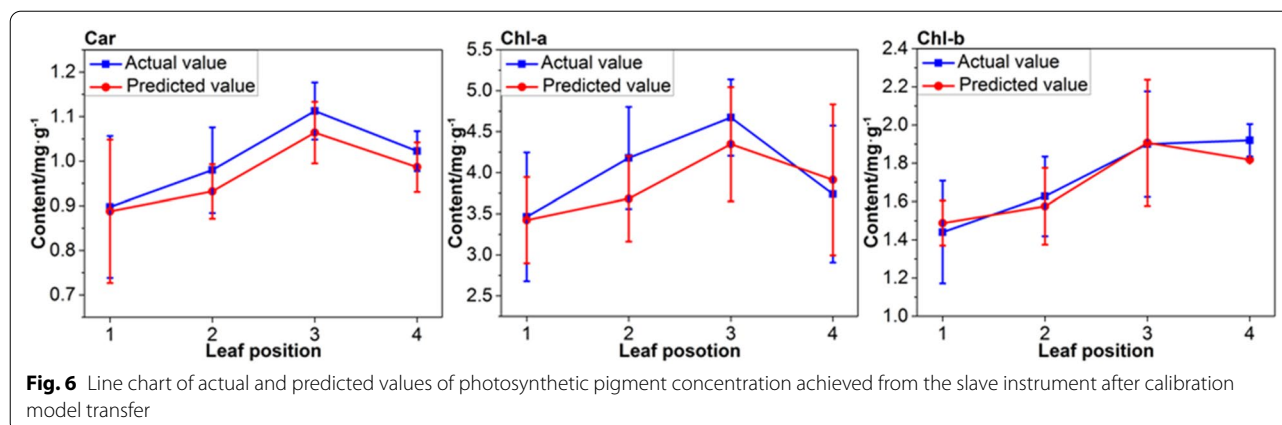 Car
Actual value
Predicted value
1.2
1.1
1.0
0.9
0.8
0.7
Content/mg·g⁻¹
1 2 3 4
Leaf position
Chl-a
Actual value
Predicted value
5.5
5.0
4.5
4.0
3.5
3.0
2.5
Content/mg·g⁻¹
1 2 3 4
Leaf posotion
Chl-b
Actual value
Predicted value
2.4
2.2
2.0
1.8
1.6
1.4
1.2
1.0
Content/mg·g⁻¹
1 2 3 4
Leaf position
Fig. 6 Line chart of actual and predicted values of photosynthetic pigment concentration achieved from the slave instrument after calibration
model transfer